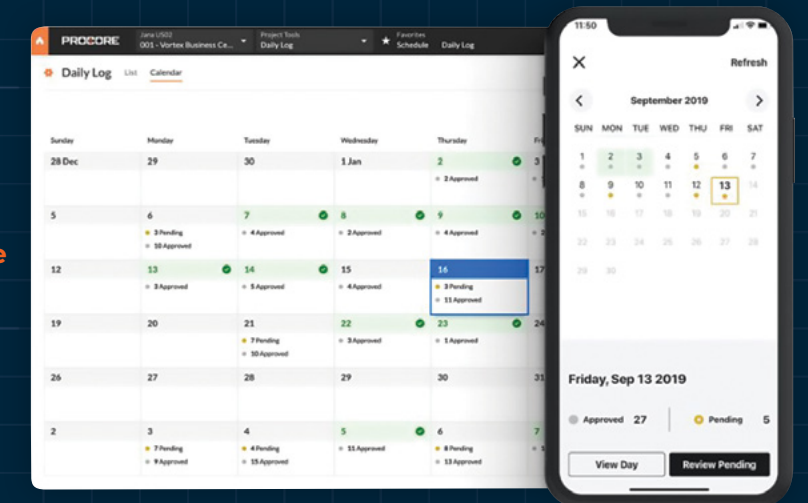 PROCORE
Jana US02
001 - Vortex Business Ce...
Project Tools
Daily Log
Favorites
Schedule Daily Log
Daily Log List Calendar
Sunday Monday Tuesday Wednesday Thursday
28 Dec 29 30 1 Jan 2 3
2 Approved
5 6 7 8 9 10
3 Pending 4 Approved 2 Approved 4 Approved
10 Approved
12 13 14 15 16 17
3 Approved 5 Approved 4 Approved 3 Pending
11 Approved
19 20 21 22 23 24
7 Pending 3 Approved 1 Approved
10 Approved
26 27 28 29 30 31
2 3 4 5 6 7
7 Pending 4 Pending 11 Approved 8 Pending
9 Approved 15 Approved 13 Approved
11:50
Refresh
September 2019
SUN MON TUE WED THU FRI SAT
1 2 3 4 5 6 7
8 9 10 11 12 13 14
15 16 17 18 19 20 21
22 23 24 25 26 27 28
29 30
Friday, Sep 13 2019
Approved 27 Pending 5
View Day Review Pending